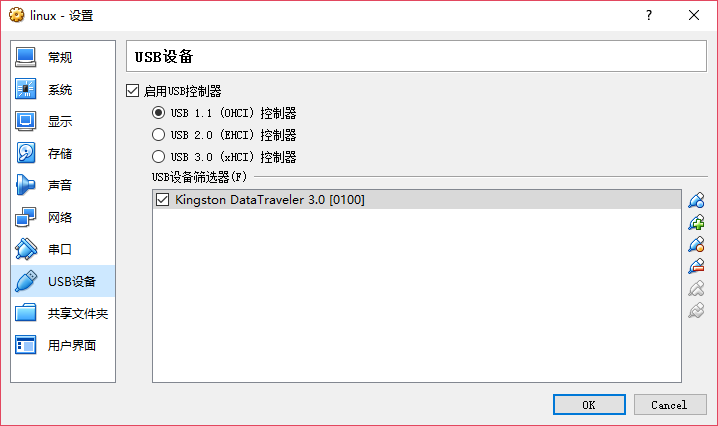 linux - 设置
常规
系统
显示
存储
声音
网络
串口
USB设备
共享文件夹
用户界面
USB设备
启用USB控制器
USB 1.1 (OHCI) 控制器
USB 2.0 (EHCI) 控制器
USB 3.0 (xHCI) 控制器
USB设备筛选器(F)
Kingston DataTraveler 3.0 [0100]
OK
Cancel